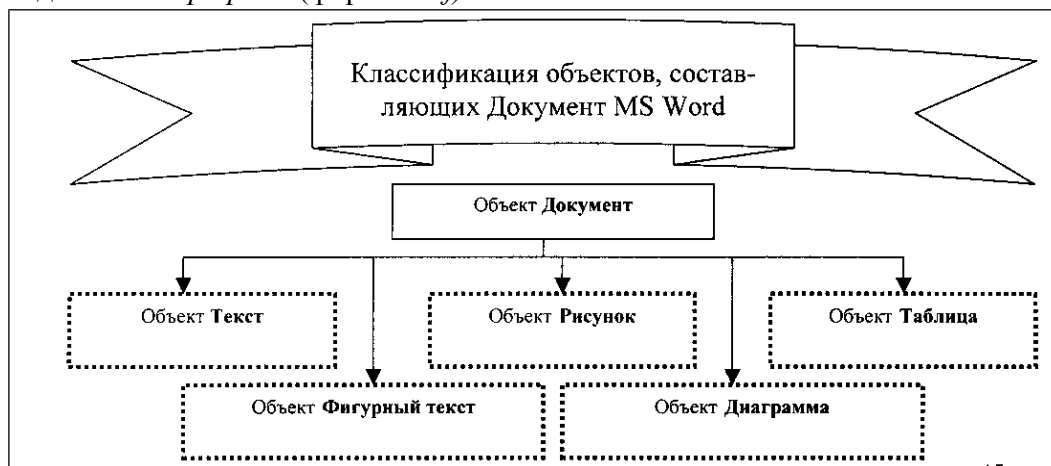 Классификация объектов, состав-
ляющих Документ MS Word
Объект Документ
Объект Текст
Объект Рисунок
Объект Таблица
Объект Фигурный текст
Объект Диаграмма